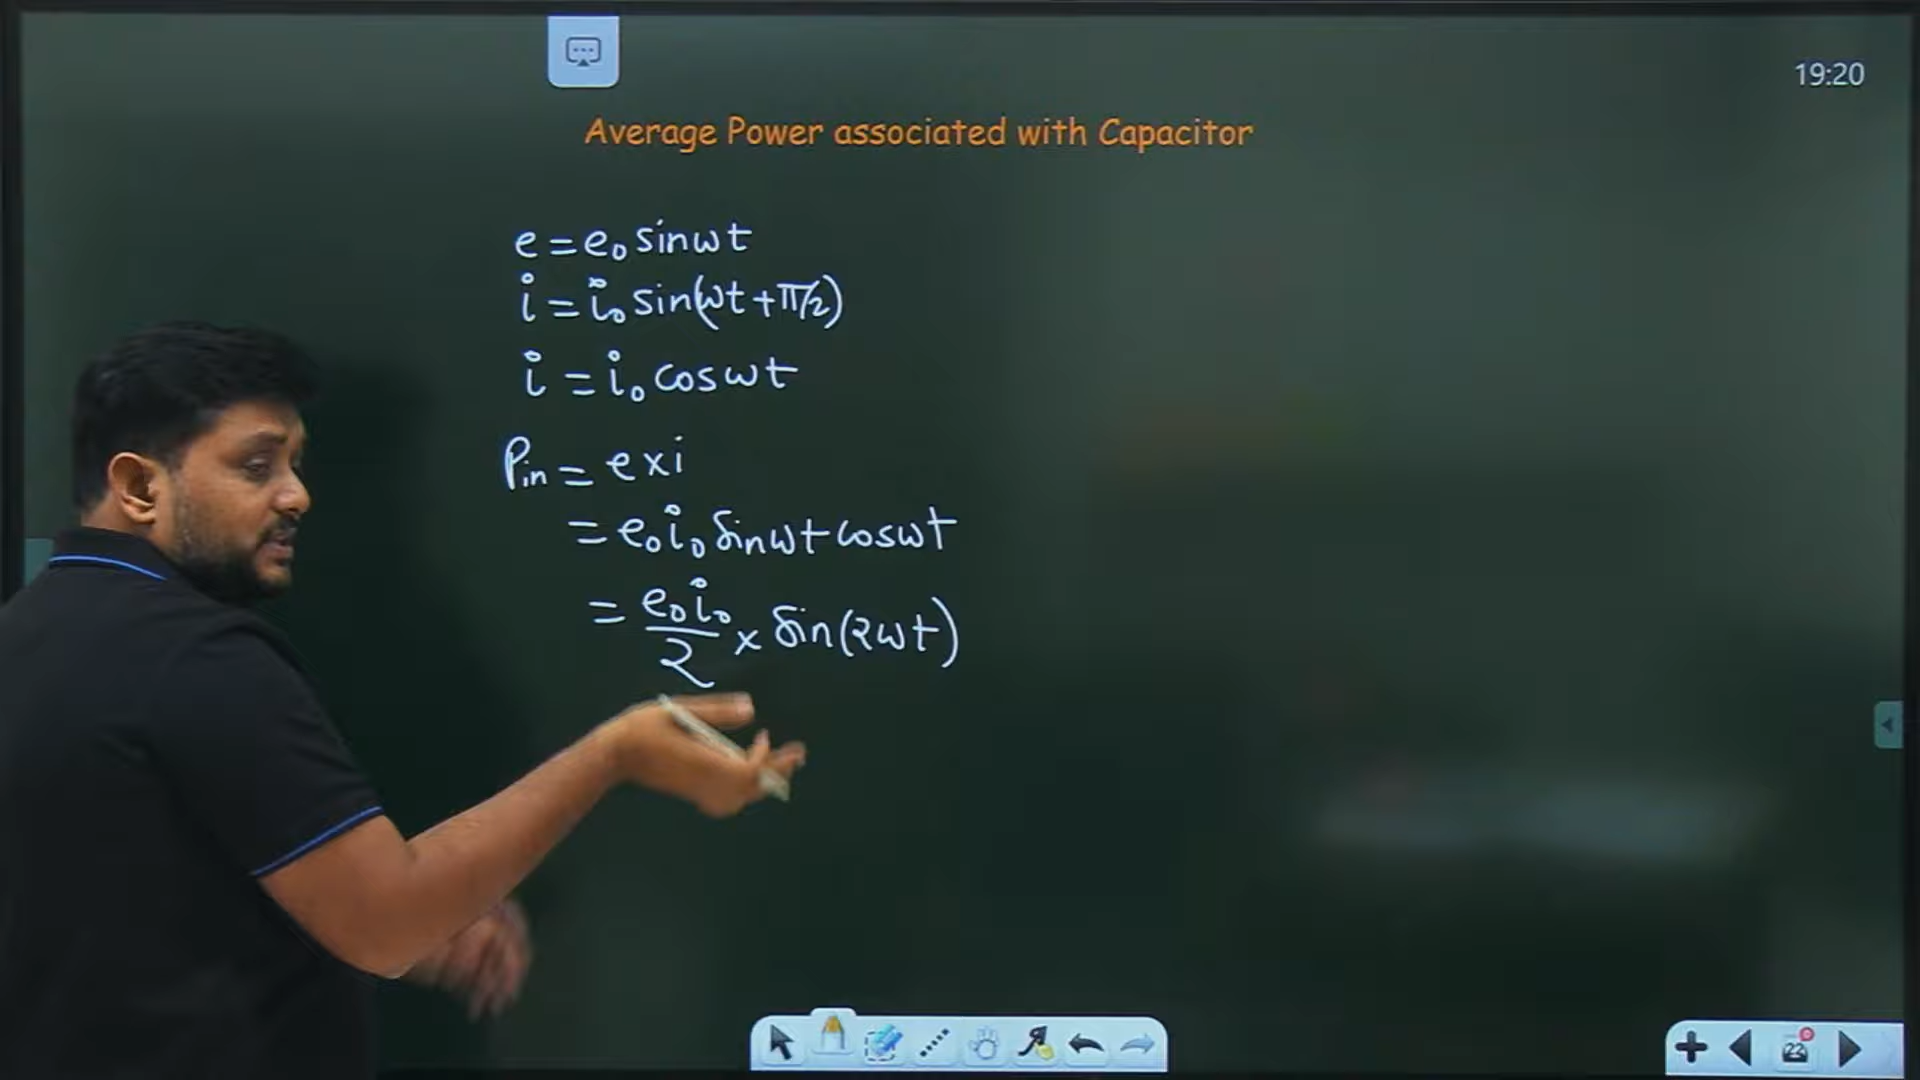 19:20
Average Power associated with Capacitor
e = e₀ sinωt
i = i₀ sin(ωt + π/2)
i = i₀ cosωt
Pin = e × i
= e₀i₀ sinωt cosωt
= e₀i₀/2 × sin(2ωt)
22